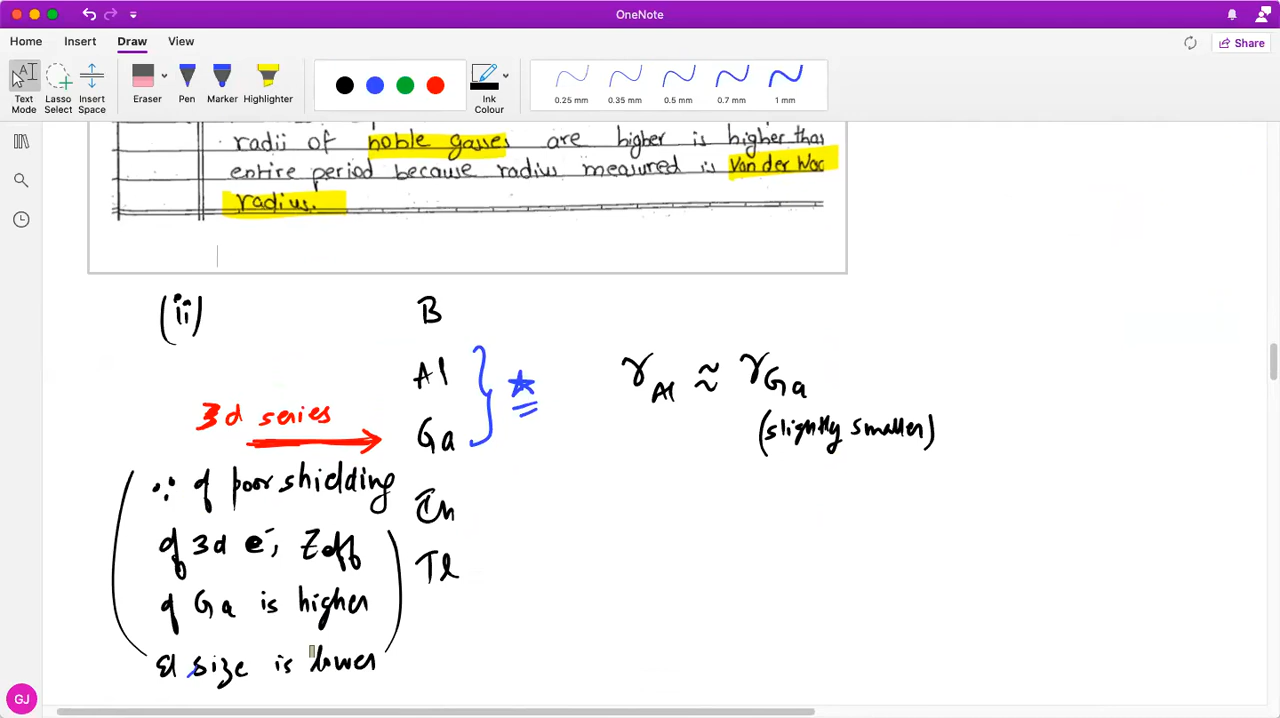 OneNote
Home Insert Draw View
Share
Text Mode
Lasso Select
Insert Space
Eraser
Pen
Marker
Highlighter
Ink Colour
0.25 mm
0.35 mm
0.5 mm
0.7 mm
1 mm
radii of noble gasses are higher is higher than
entire period because radius measured is Van der Waa
radius.
(ii)
B
Al
Ga
In
Tl
3d series
∵ of poor shielding
of 3d e⁻, Zeff
of Ga is higher
& size is lower
r Al ≈ r Ga
(slightly smaller)
GJ